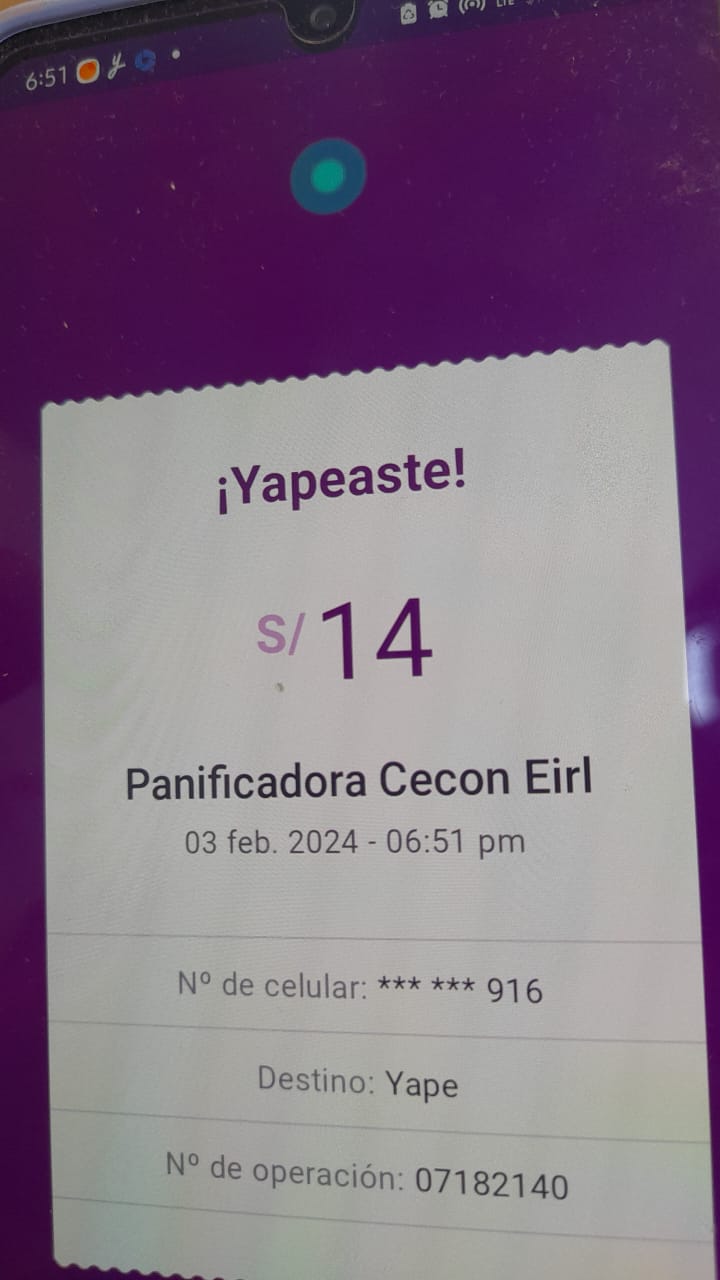 6:51
¡Yapeaste!
S/ 14
Panificadora Cecon Eirl
03 feb. 2024 - 06:51 pm
Nº de celular: *** *** 916
Destino: Yape
Nº de operación: 07182140